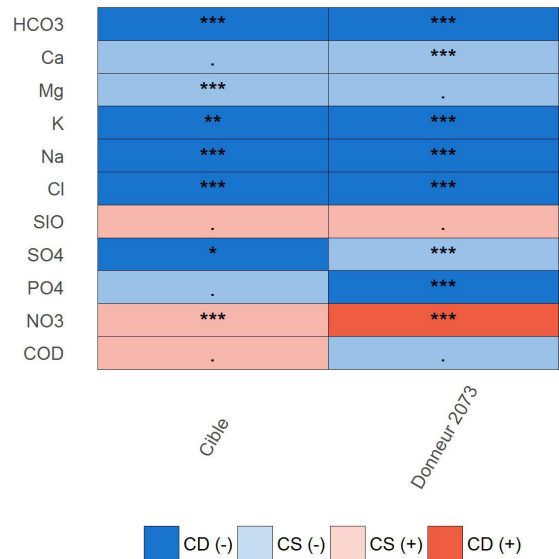 HCO3 *** ***
Ca . ***
Mg *** .
K ** ***
Na *** ***
Cl *** ***
SIO . .
SO4 * ***
PO4 . ***
NO3 *** ***
COD . .
Cible
Donneur 2073
CD (-) CS (-) CS (+) CD (+)